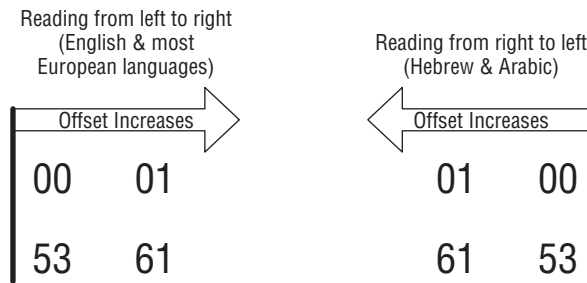 Reading from left to right
(English & most
European languages)
Offset Increases
00 01
53 61
Reading from right to left
(Hebrew & Arabic)
Offset Increases
01 00
61 53